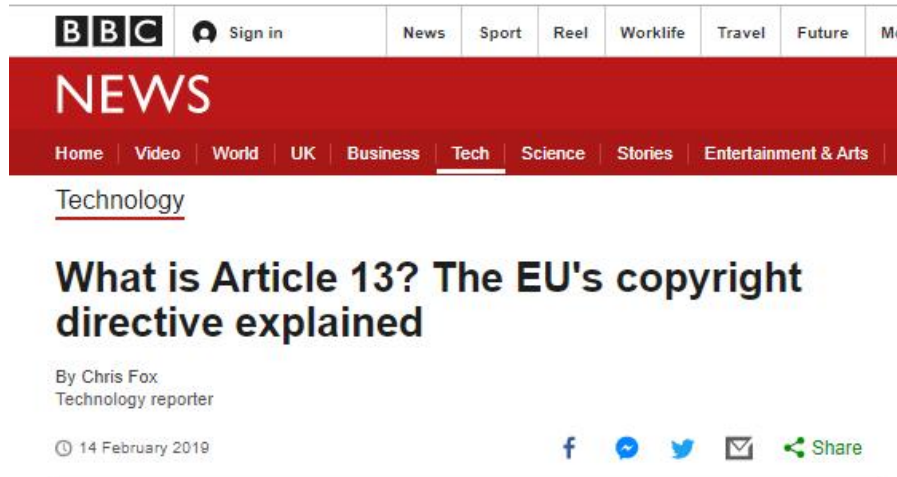 BBC Sign in News Sport Reel Worklife Travel Future
NEWS
Home Video World UK Business Tech Science Stories Entertainment & Arts
Technology
What is Article 13? The EU's copyright
directive explained
By Chris Fox
Technology reporter
14 February 2019 Share